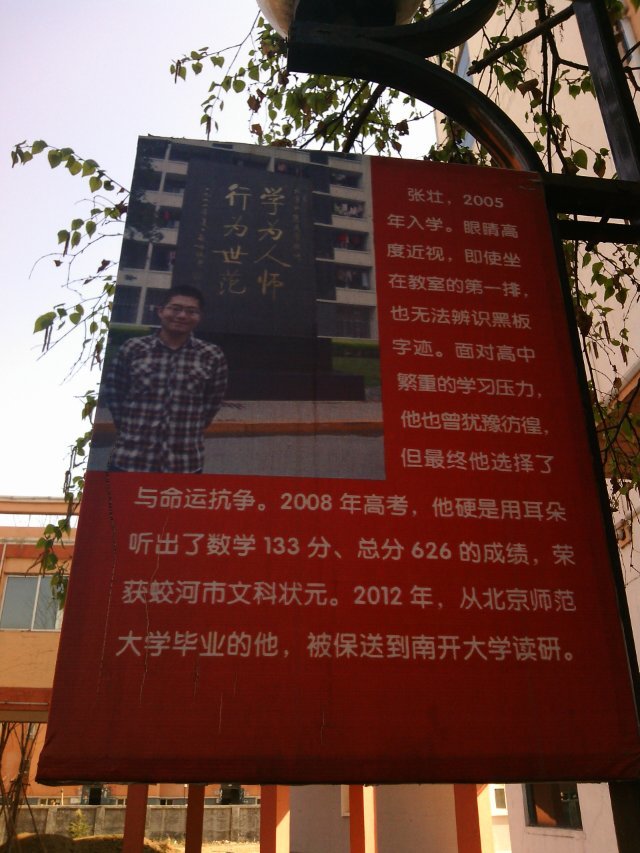 学为人师
行为世范
张壮，2005
年入学。眼睛高
度近视，即使坐
在教室的第一排，
也无法辨识黑板
字迹。面对高中
繁重的学习压力，
他也曾犹豫彷徨，
但最终他选择了
与命运抗争。2008 年高考，他硬是用耳朵
听出了数学 133 分、总分 626 的成绩，荣
获蛟河市文科状元。2012 年，从北京师范
大学毕业的他，被保送到南开大学读研。